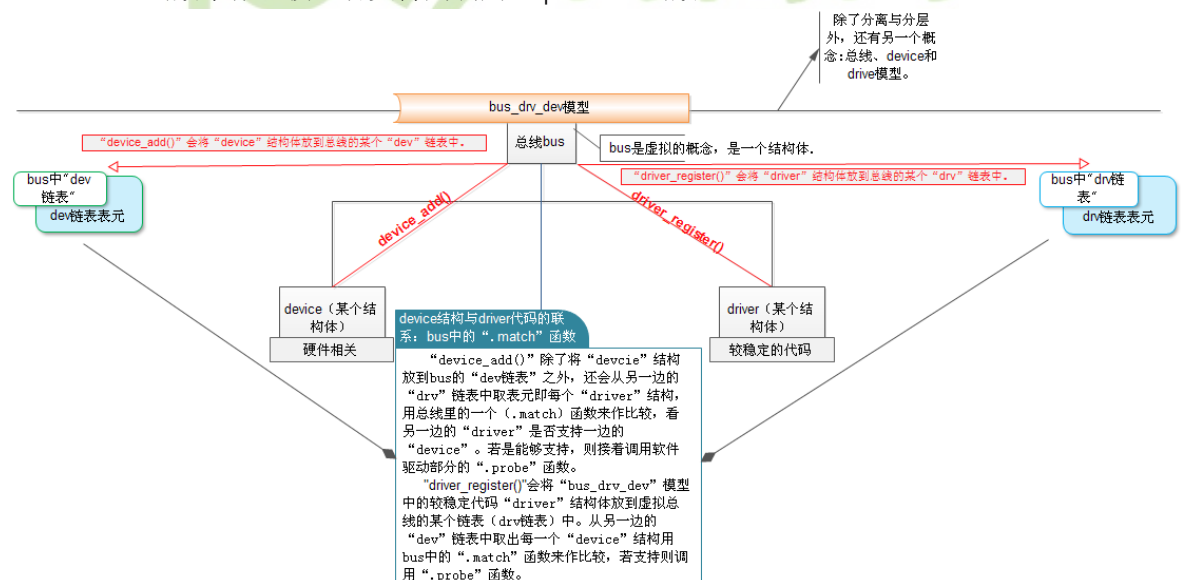 除了分离与分层
外，还有另一个概
念:总线、device和
drive模型。
bus_drv_dev模型
总线bus
bus是虚拟的概念，是一个结构体.
“device_add()”会将“device”结构体放到总线的某个“dev”链表中.
“driver_register()”会将“driver”结构体放到总线的某个“drv”链表中.
bus中“dev
链表“
dev链表表元
bus中“drv链
表”
drv链表表元
device_add()
driver_register()
device（某个结
构体）
硬件相关
driver（某个结
构体）
较稳定的代码
device结构与driver代码的联
系：bus中的“.match”函数
“device_add()”除了将“devcie”结构
放到bus的“dev链表”之外，还会从另一边的
“drv”链表中取表元即每个“driver”结构，
用总线里的一个（.match）函数来作比较，看
另一边的“driver”是否支持一边的
“device”。若是能够支持，则接着调用软件
驱动部分的“.probe”函数。
"driver_register()"会将“bus_drv_dev”模型
中的较稳定代码“driver”结构体放到虚拟总
线的某个链表（drv链表）中。从另一边的
“dev”链表中取出每一个“device”结构用
bus中的“.match”函数来作比较，若支持则调
用“.probe”函数。